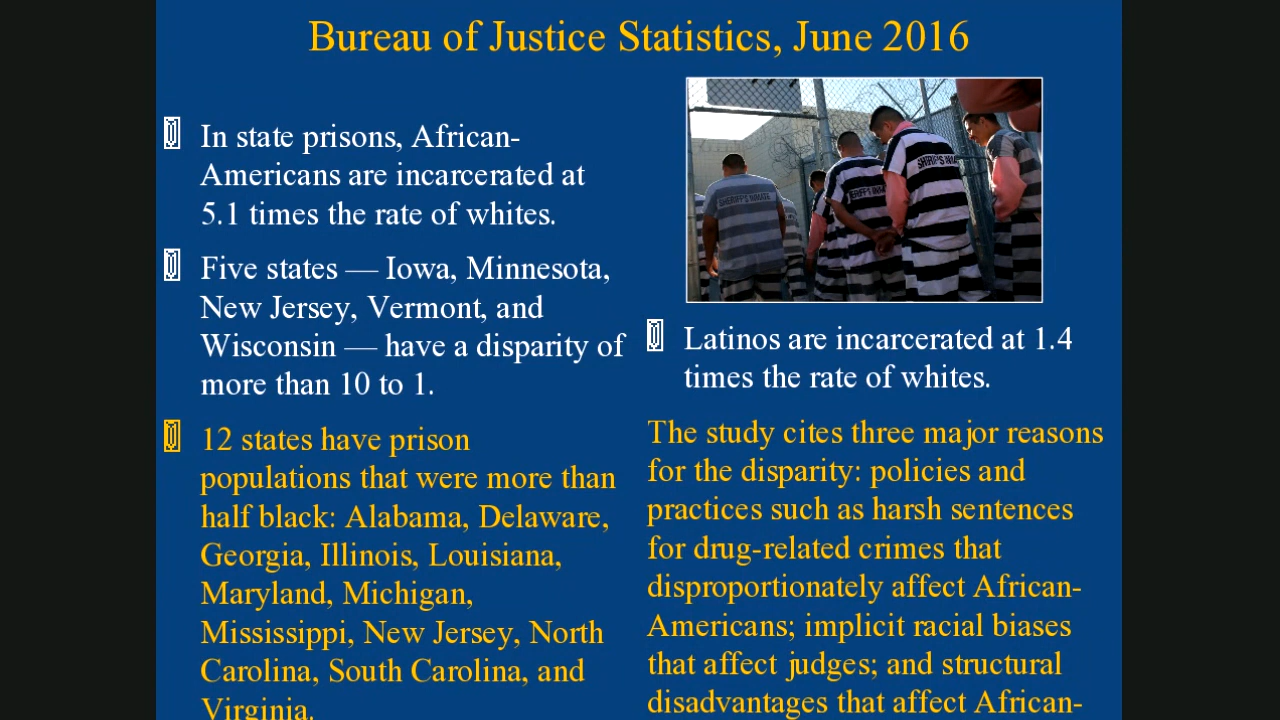 Bureau of Justice Statistics, June 2016
In state prisons, African-
Americans are incarcerated at
5.1 times the rate of whites.
Five states — Iowa, Minnesota,
New Jersey, Vermont, and
Wisconsin — have a disparity of
more than 10 to 1.
12 states have prison
populations that were more than
half black: Alabama, Delaware,
Georgia, Illinois, Louisiana,
Maryland, Michigan,
Mississippi, New Jersey, North
Carolina, South Carolina, and
Virginia.
SHERIFF'S INMATE
Latinos are incarcerated at 1.4
times the rate of whites.
The study cites three major reasons
for the disparity: policies and
practices such as harsh sentences
for drug-related crimes that
disproportionately affect African-
Americans; implicit racial biases
that affect judges; and structural
disadvantages that affect African-